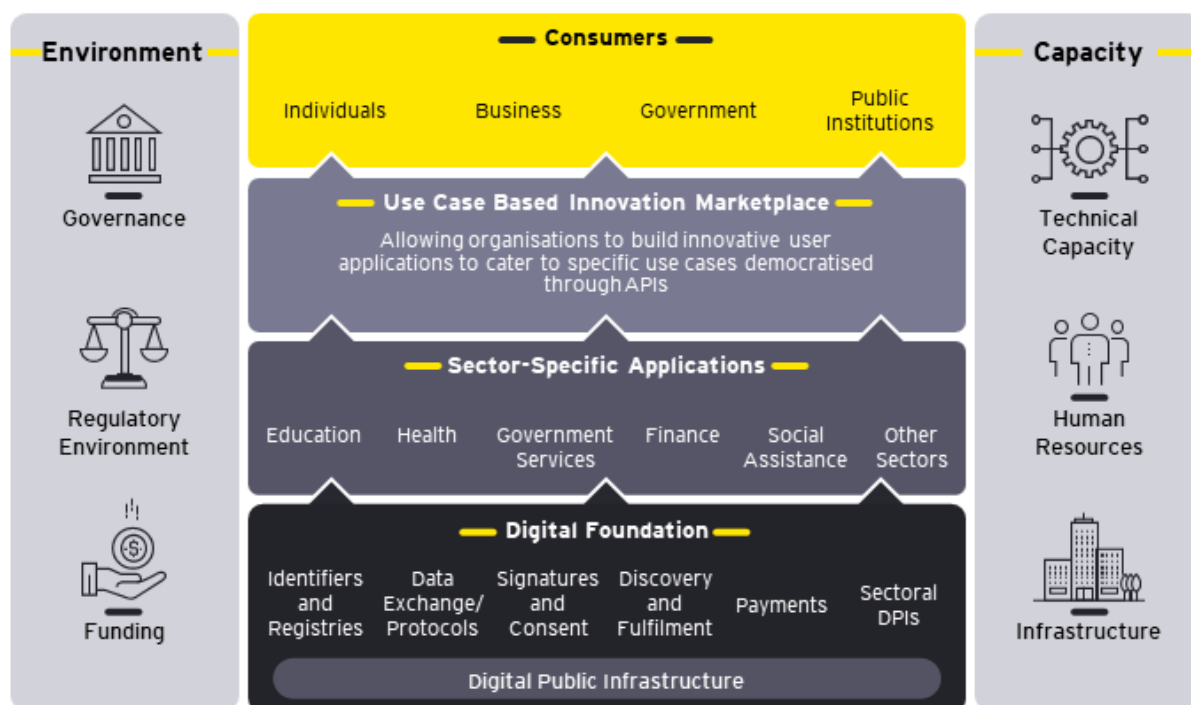 Environment
Governance
Regulatory
Environment
Funding
Consumers
Individuals
Business
Government
Public
Institutions
Use Case Based Innovation Marketplace
Allowing organisations to build innovative user
applications to cater to specific use cases democratised
through APIs
Sector-Specific Applications
Education
Health
Government
Services
Finance
Social
Assistance
Other
Sectors
Digital Foundation
Identifiers
and
Registries
Data
Exchange/
Protocols
Signatures
and
Consent
Discovery
and
Fulfilment
Payments
Sectoral
DPIs
Digital Public Infrastructure
Capacity
Technical
Capacity
Human
Resources
Infrastructure